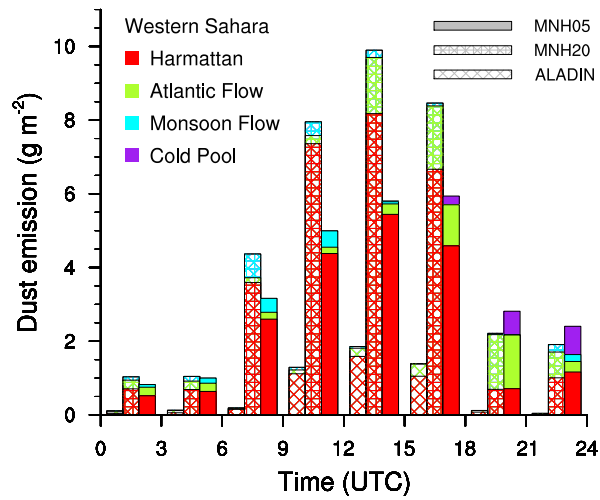 Western Sahara
Harmattan
Atlantic Flow
Monsoon Flow
Cold Pool
MNH05
MNH20
ALADIN
Dust emission (g m⁻²)
10
8
6
4
2
0
0 3 6 9 12 15 18 21 24
Time (UTC)